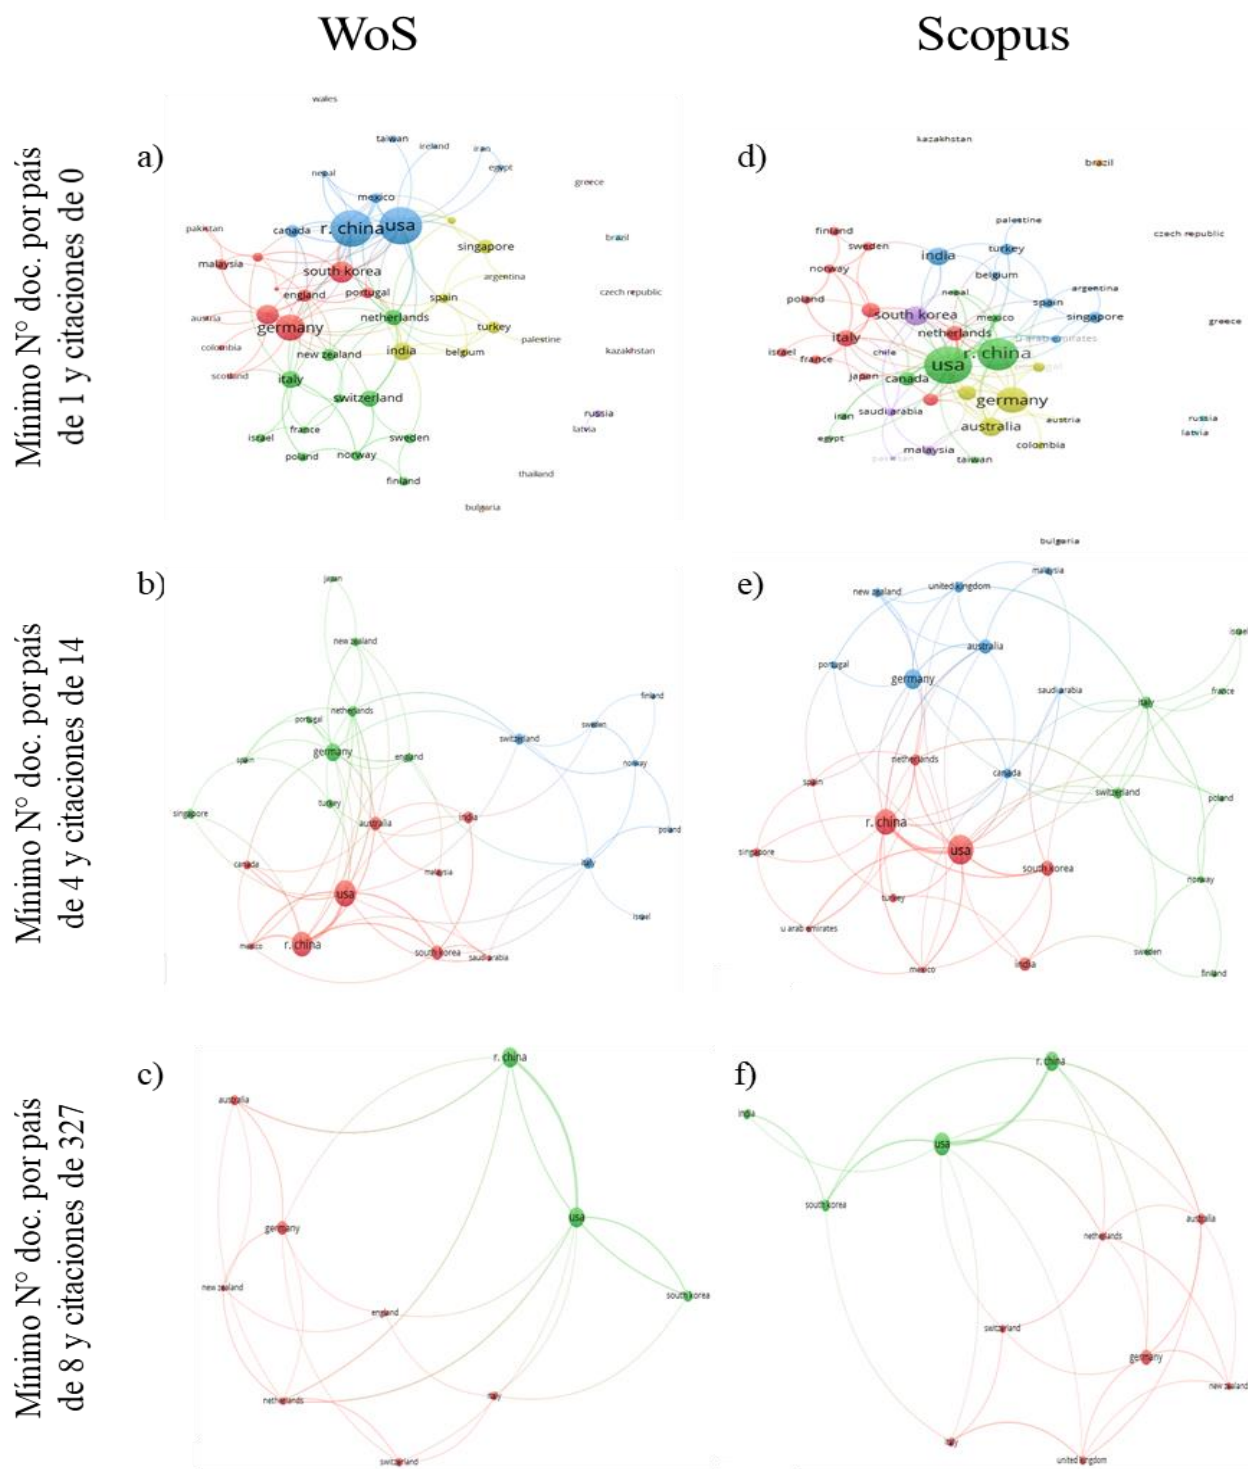 WoS
Scopus
Mínimo N° doc. por país
de 1 y citaciones de 0
a)
wales
taiwan
ireland
iran
egypt
nepal
mexico
greece
canada
r. china
usa
pakistan
brazil
singapore
malaysia
south korea
argentina
england
portugal
spain
czech republic
austria
germany
netherlands
turkey
palestine
colombia
new zealand
india
belgium
kazakhstan
scotland
italy
switzerland
russia
latvia
israel
france
sweden
poland
norway
finland
thailand
bulgaria
d)
kazakhstan
brazil
palestine
finland
sweden
czech republic
india
turkey
norway
belgium
nepal
argentina
poland
spain
south korea
mexico
singapore
greece
italy
netherlands
u arab emirates
israel
france
chile
r. china
usa
japan
canada
germany
iran
saudi arabia
austria
russia
egypt
australia
latvia
malaysia
colombia
pakistan
taiwan
bulgaria
Mínimo N° doc. por país
de 4 y citaciones de 14
b)
japan
new zealand
finland
netherlands
portugal
sweden
switzerland
germany
england
spain
norway
turkey
singapore
australia
india
poland
canada
malaysia
italy
usa
israel
mexico
r. china
south korea
saudi arabia
e)
malaysia
new zealand
united kingdom
israel
australia
portugal
germany
saudi arabia
france
italy
netherlands
canada
spain
switzerland
poland
r. china
singapore
usa
south korea
norway
turkey
u arab emirates
sweden
mexico
india
finland
Mínimo N° doc. por país
de 8 y citaciones de 327
c)
r. china
australia
usa
germany
new zealand
south korea
england
netherlands
italy
switzerland
f)
r. china
india
usa
south korea
australia
netherlands
switzerland
germany
new zealand
italy
united kingdom